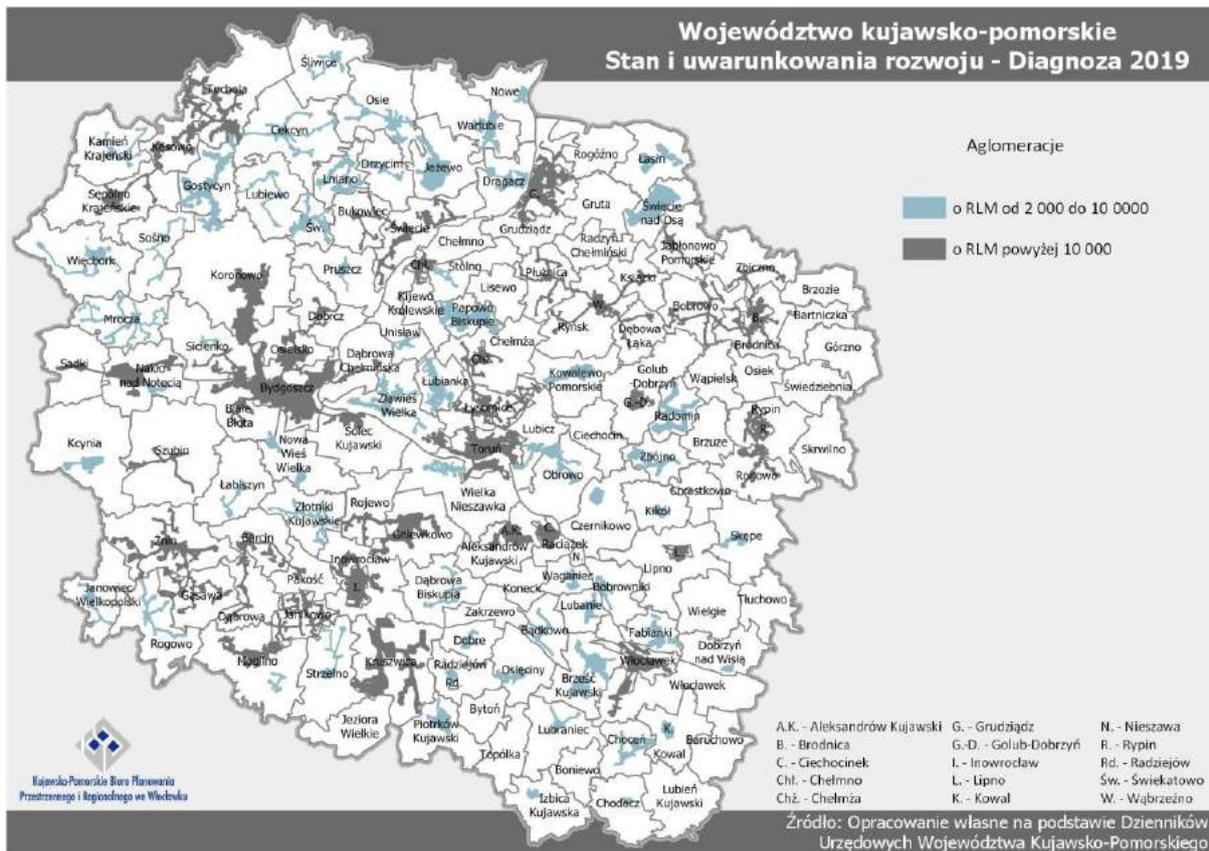 Województwo kujawsko-pomorskie
Stan i uwarunkowania rozwoju - Diagnoza 2019
Aglomeracje
o RLM od 2 000 do 10 0000
o RLM powyżej 10 000
Śliwice
Tuchola
Nowe
Osie
Warlubie
Cekcyn
Kamień
Krajeński
Kęsowo
Rogóźno
Łasin
Drzycim
Jeżewo
Dragacz
G.
Gostycyn
Lubiewo
Lniano
Sępólno
Krajeńskie
Bukowiec
Gruta
Świecie
nad Osą
Św.
Świecie
Grudziądz
Sośno
Chełmno
Radzyń
Chełmiński
Jabłonowo
Pomorskie
Więcbork
Koronowo
Pruszcz
Chł.
Stolno
Płużnica
Książki
Zbiczno
Brzozie
Lisewo
Kijewo
Królewskie
Papowo
Biskupie
W.
Bobrowo
Bartniczka
Mrocza
Dobrcz
B.
Unisław
Ryńsk
Dębowa
Łąka
Sicienko
Osielsko
Chełmża
Brodnica
Górzno
Sadki
Dąbrowa
Chełmińska
Chż.
Nakło
nad Notecią
Bydgoszcz
Łubianka
Kowalewo
Pomorskie
Golub
-Dobrzyń
Wąpielsk
Osiek
Świedziebnia
G.-D.
Zławieś
Wielka
Łysomice
Radomin
Rypin
Białe
Błota
Solec
Kujawski
Lubicz
Ciechocin
R.
Kcynia
Szubin
Nowa
Wieś
Wielka
Toruń
Brzuze
Skrwilno
Zbójno
Obrowo
Rogowo
Łabiszyn
Wielka
Nieszawka
Chrostkowo
Złotniki
Kujawskie
Rojewo
Kikół
Czernikowo
Gniewkowo
A.K.
C.
Skępe
Żnin
Barcin
Raciążek
Aleksandrów
Kujawski
Inowrocław
N.
L.
Lipno
Pakość
I.
Dąbrowa
Biskupia
Koneck
Waganiec
Bobrowniki
Janowiec
Wielkopolski
Gąsawa
Tłuchowo
Zakrzewo
Lubanie
Wielgie
Dąbrowa
Janikowo
Bądkowo
Fabianki
Rogowo
Dobre
Dobrzyń
nad Wisłą
Mogilno
Strzelno
Kruszwica
Radziejów
Rd.
Osięciny
Włocławek
Brześć
Kujawski
Włocławek
Bytoń
Jeziora
Wielkie
Piotrków
Kujawski
Lubraniec
K.
Choceń
Kowal
Baruchowo
Topólka
Boniewo
Izbica
Kujawska
Chodecz
Lubień
Kujawski
A.K. - Aleksandrów Kujawski
B. - Brodnica
C. - Ciechocinek
Chł. - Chełmno
Chż. - Chełmża
G. - Grudziądz
G.-D. - Golub-Dobrzyń
I. - Inowrocław
L. - Lipno
K. - Kowal
N. - Nieszawa
R. - Rypin
Rd. - Radziejów
Św. - Świekatowo
W. - Wąbrzeźno
Kujawsko-Pomorskie Biuro Planowania
Przestrzennego i Regionalnego we Włocławku
Źródło: Opracowanie własne na podstawie Dzienników
Urzędowych Województwa Kujawsko-Pomorskiego